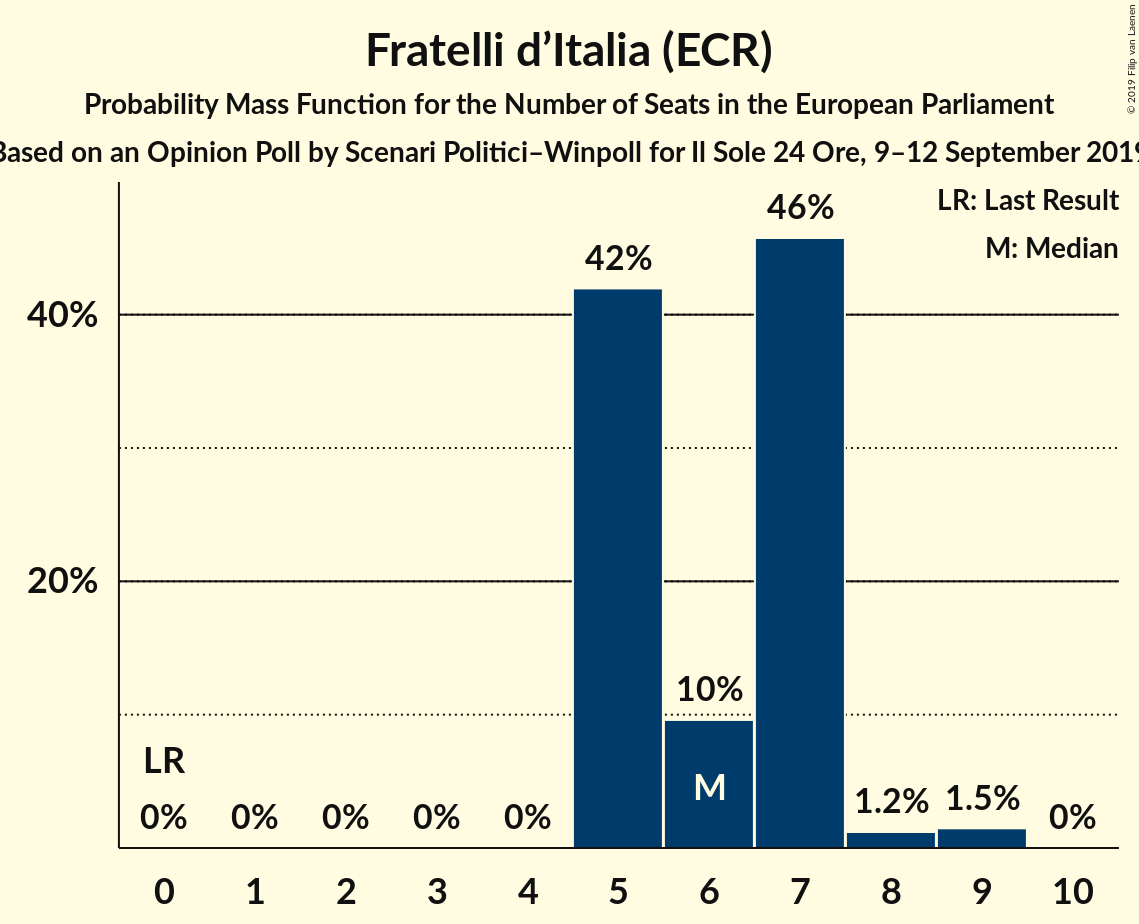 Fratelli d’Italia (ECR)
Probability Mass Function for the Number of Seats in the European Parliament
Based on an Opinion Poll by Scenari Politici–Winpoll for Il Sole 24 Ore, 9–12 September 2019
© 2019 Filip van Laenen
LR: Last Result
M: Median
40%
20%
LR
0%
0%
0%
0%
0%
42%
10%
M
46%
1.2%
1.5%
0%
0 1 2 3 4 5 6 7 8 9 10